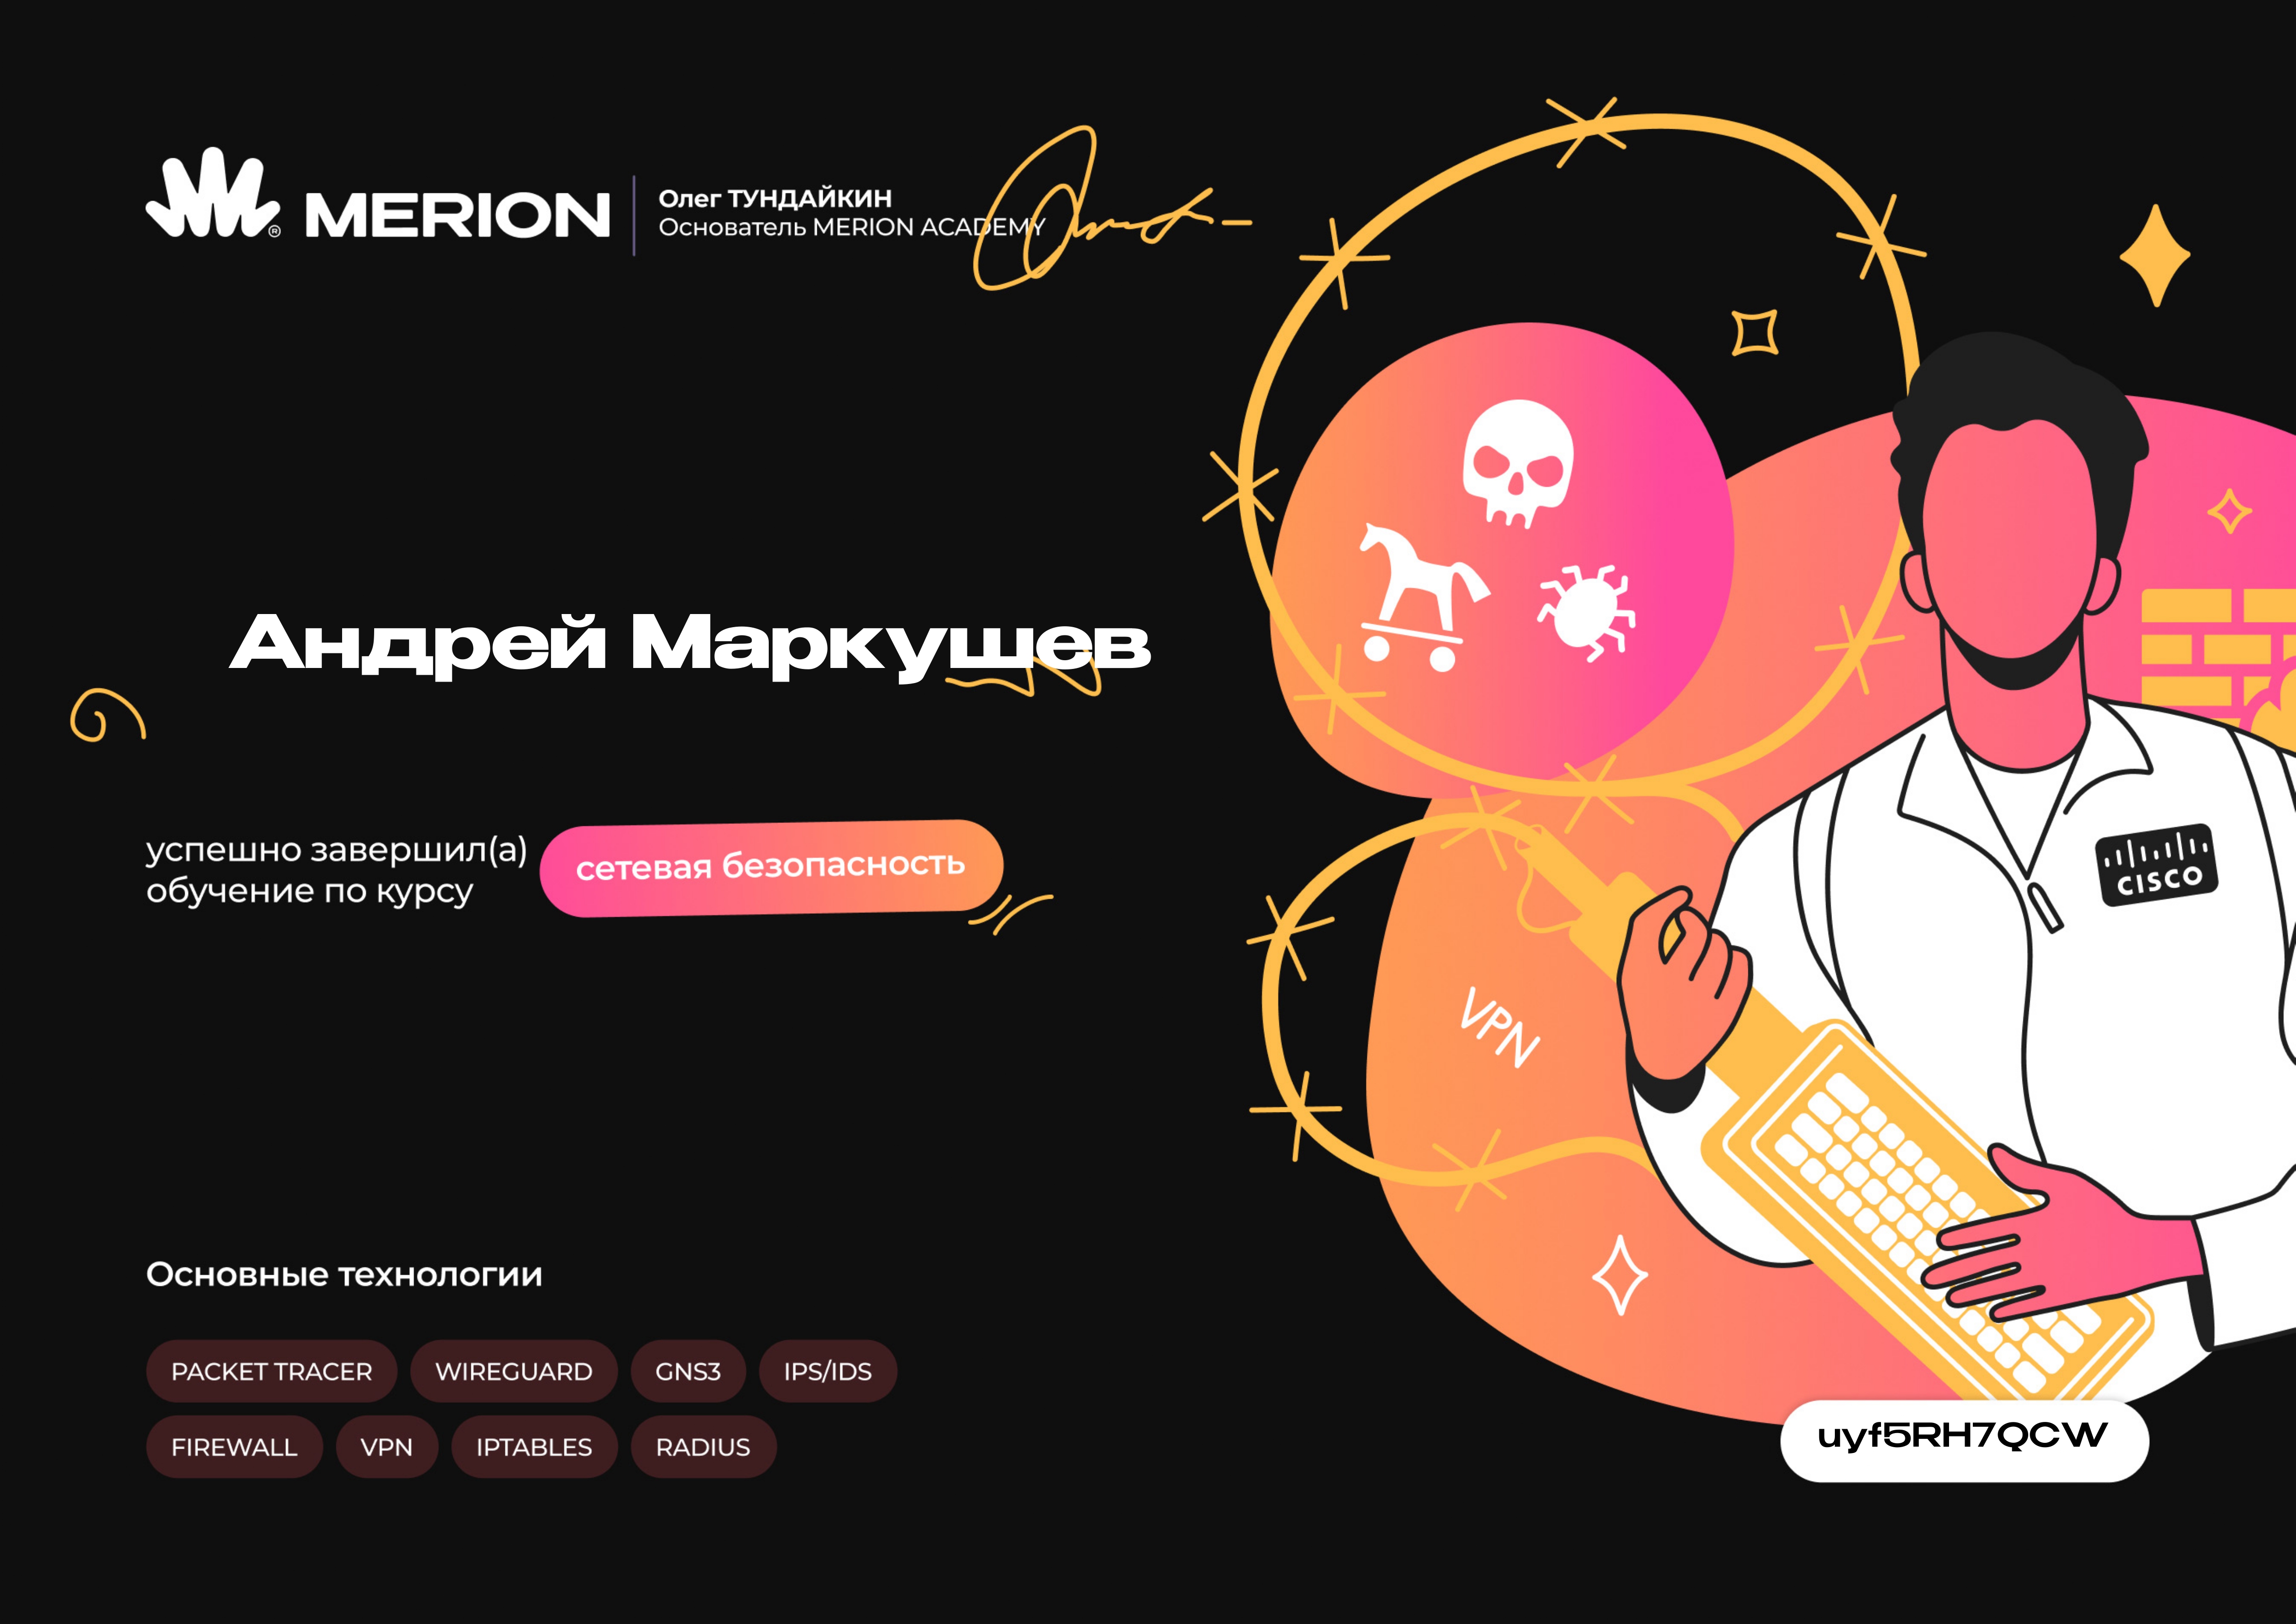 MERION
Олег ТУНДАЙКИН
Основатель MERION ACADEMY
Андрей Маркушев
успешно завершил(а)
обучение по курсу
сетевая безопасность
CISCO
VPN
Основные технологии
PACKET TRACER WIREGUARD GNS3 IPS/IDS
FIREWALL VPN IPTABLES RADIUS
uyf5RH7QCW